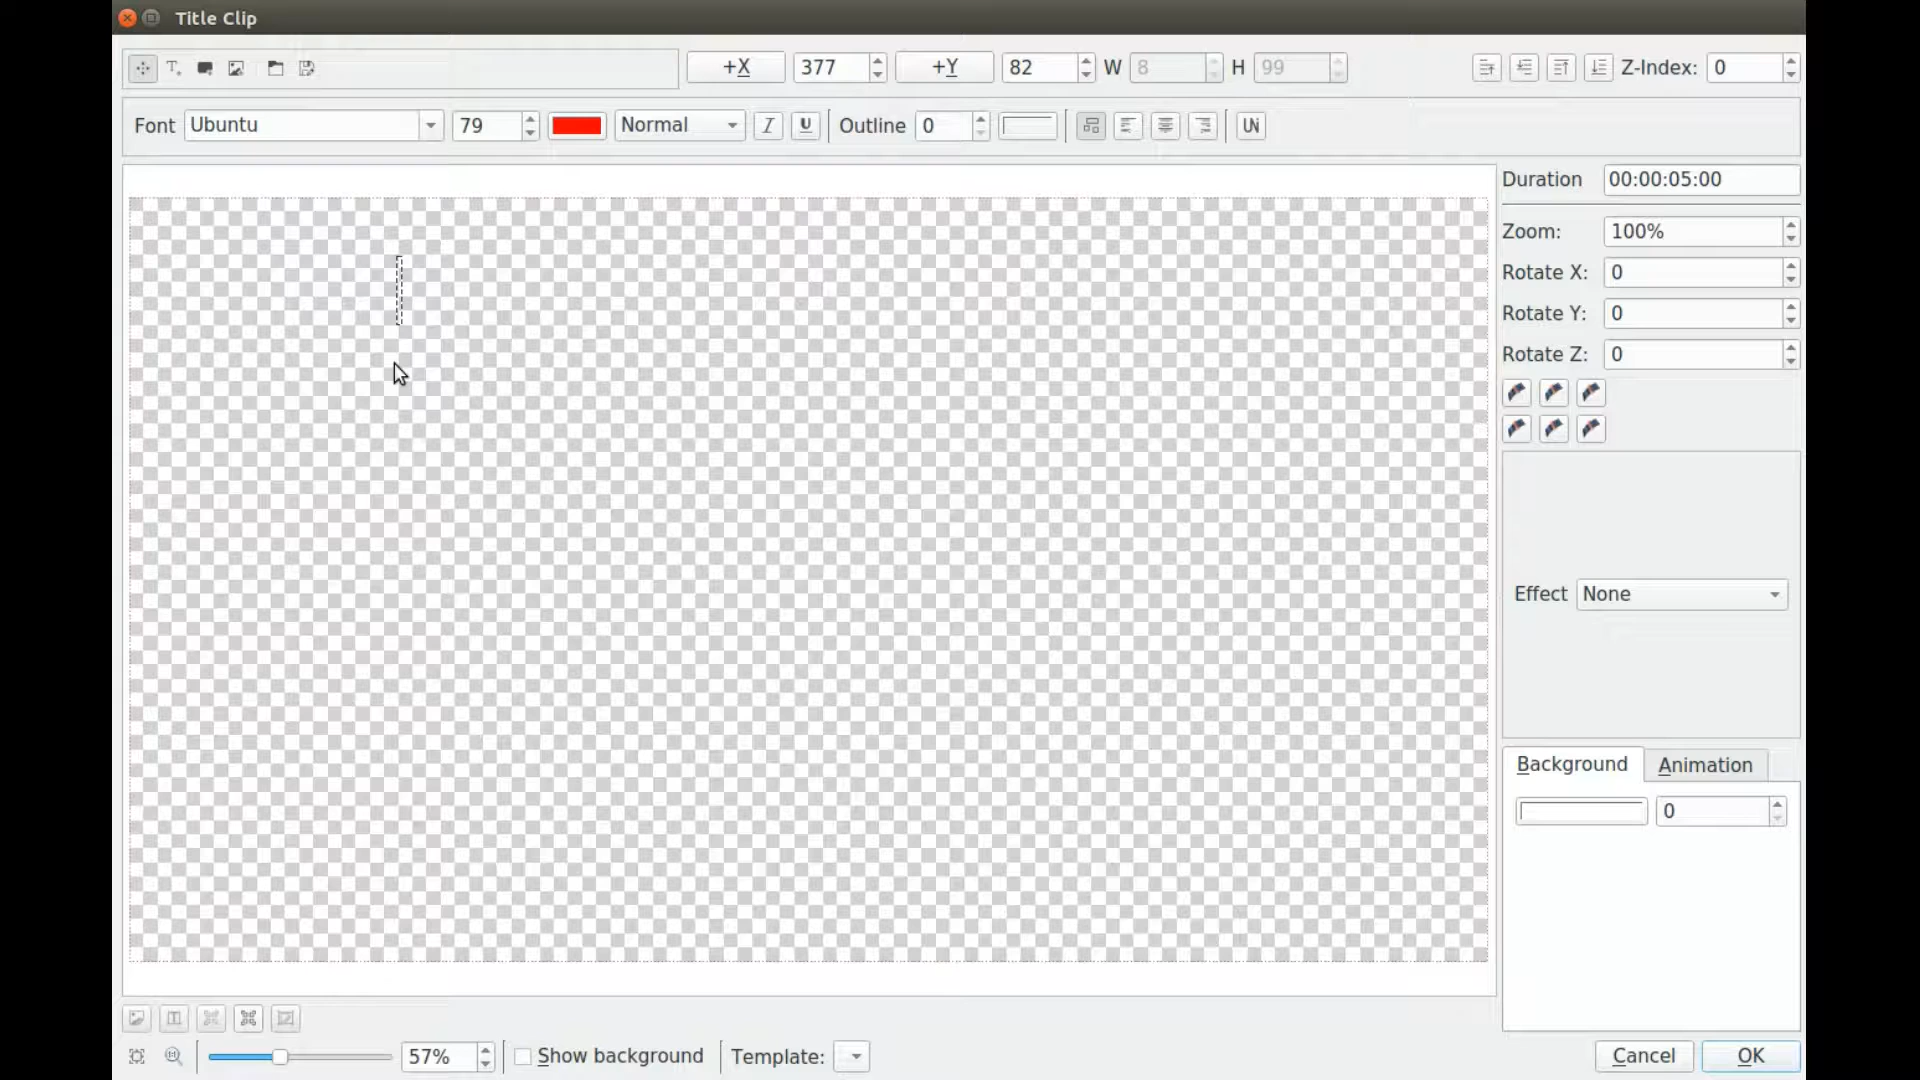 Title Clip
+X 377 +Y 82 W 8 H 99 Z-Index: 0
Font Ubuntu 79 Normal I U Outline 0 UN
Duration 00:00:05:00
Zoom: 100%
Rotate X: 0
Rotate Y: 0
Rotate Z: 0
Effect None
Background Animation
0
57% Show background Template: Cancel OK